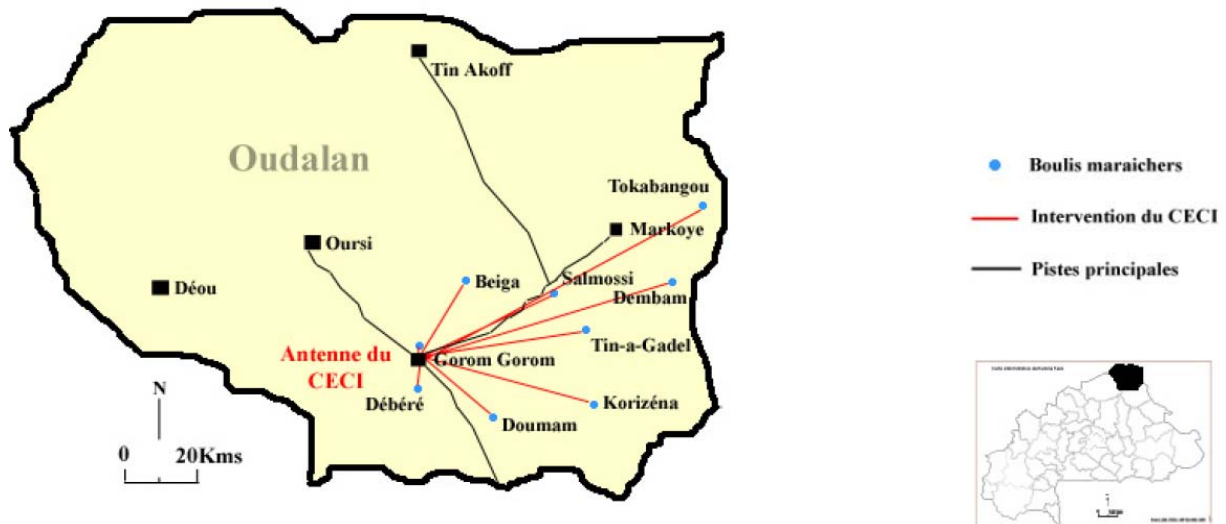 Tin Akoff
Oudalan
Tokabangou
Markoye
Oursi
Déou
Beiga
Salmossi
Dembam
Tin-a-Gadel
Antenne du
CECI
Gorom Gorom
Débéré
Doumam
Korizéna
N
0 20Kms
Boulis maraichers
Intervention du CECI
Pistes principales